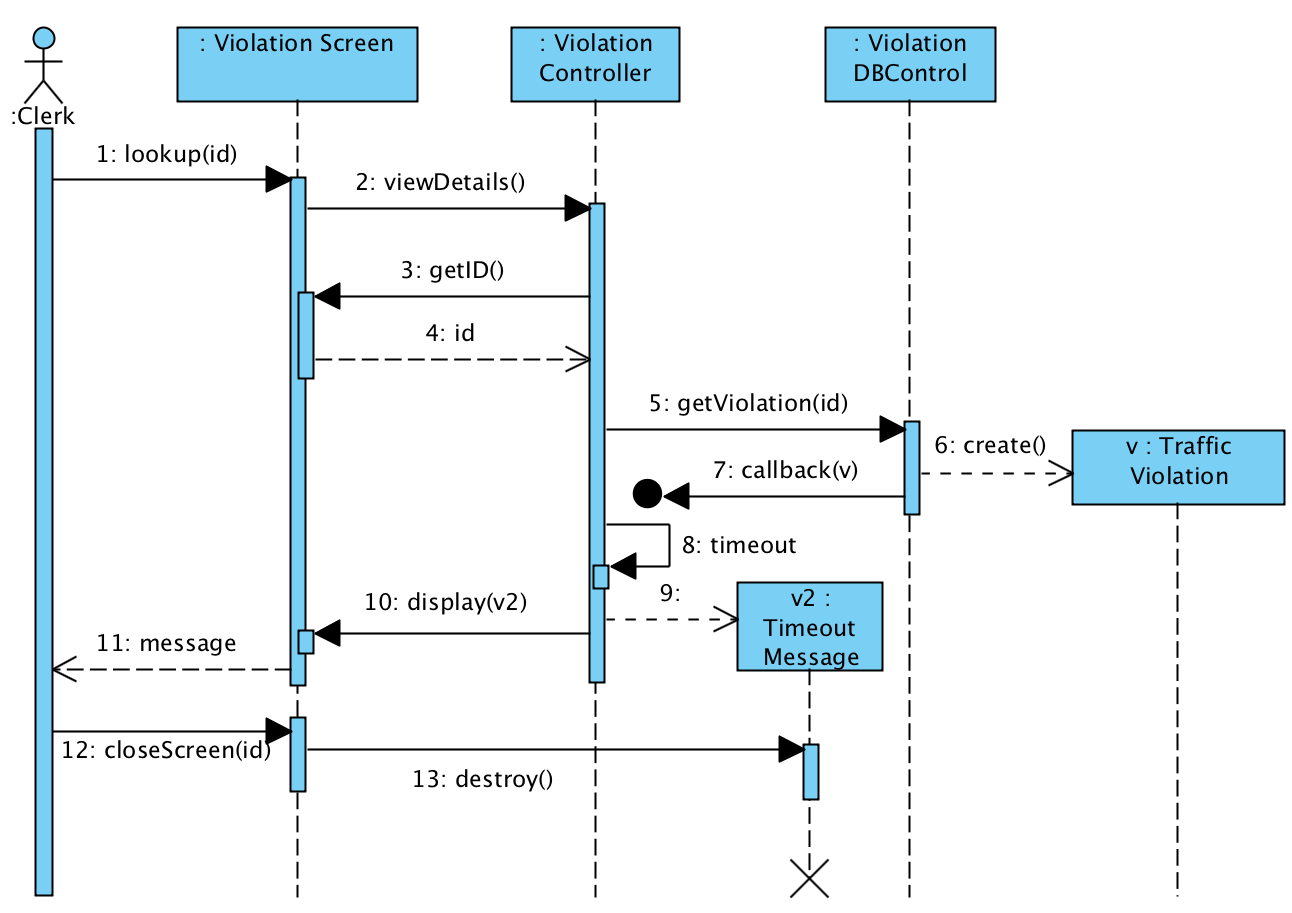 : Violation Screen
: Violation
Controller
: Violation
DBControl
:Clerk
1: lookup(id)
2: viewDetails()
3: getID()
4: id
5: getViolation(id)
6: create()
v : Traffic
Violation
7: callback(v)
8: timeout
9:
v2 :
Timeout
Message
10: display(v2)
11: message
12: closeScreen(id)
13: destroy()